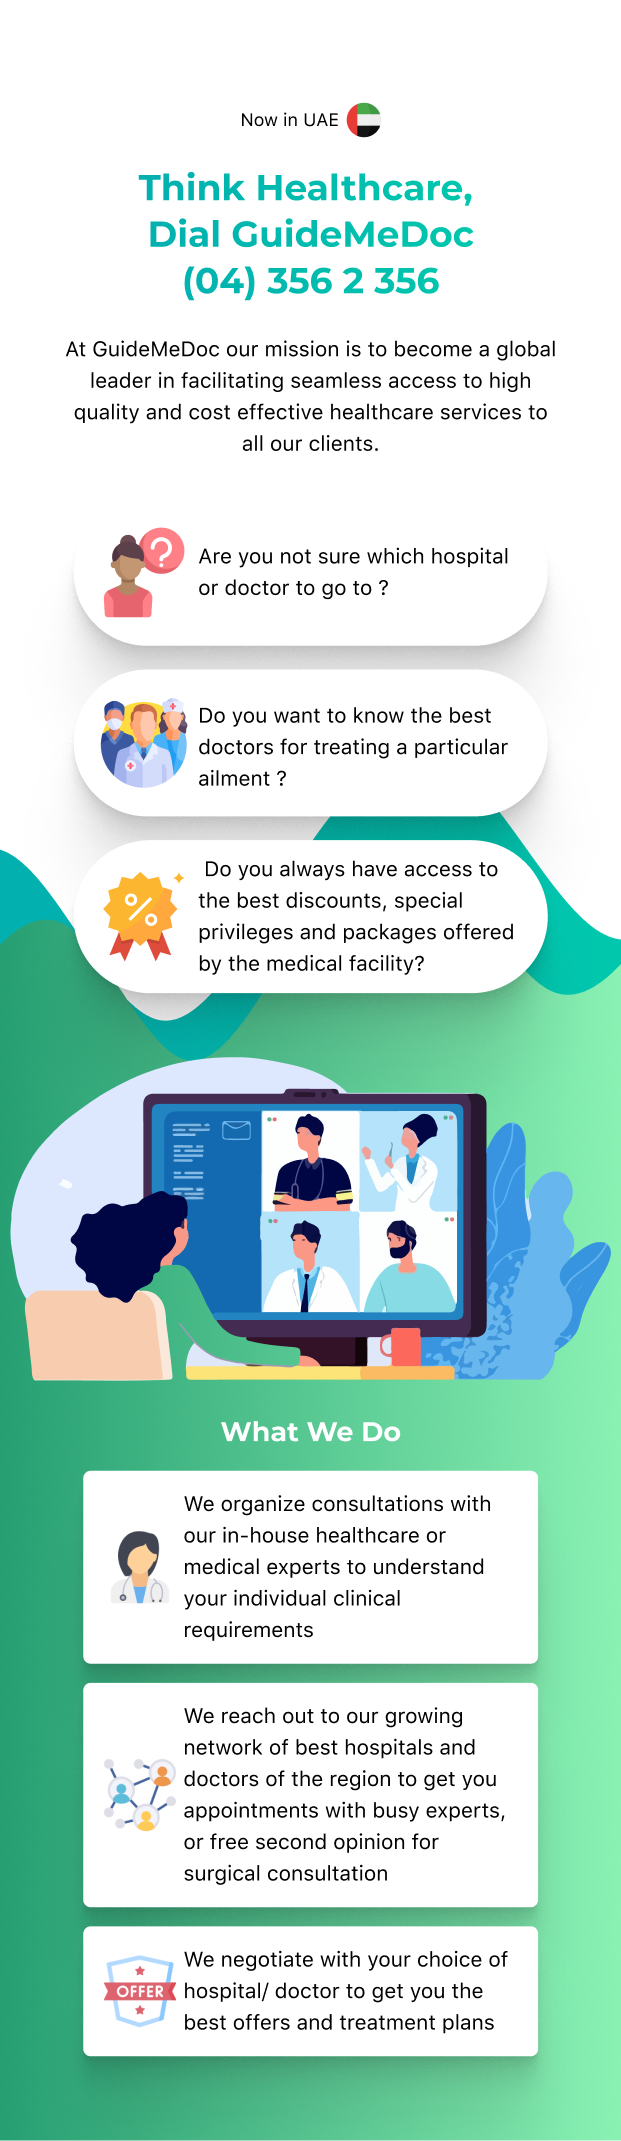 Now in UAE
Think Healthcare,
Dial GuideMeDoc
(04) 356 2 356
At GuideMeDoc our mission is to become a global
leader in facilitating seamless access to high
quality and cost effective healthcare services to
all our clients.
Are you not sure which hospital
or doctor to go to ?
Do you want to know the best
doctors for treating a particular
ailment ?
Do you always have access to
the best discounts, special
privileges and packages offered
by the medical facility?
What We Do
We organize consultations with
our in-house healthcare or
medical experts to understand
your individual clinical
requirements
We reach out to our growing
network of best hospitals and
doctors of the region to get you
appointments with busy experts,
or free second opinion for
surgical consultation
OFFER
We negotiate with your choice of
hospital/ doctor to get you the
best offers and treatment plans